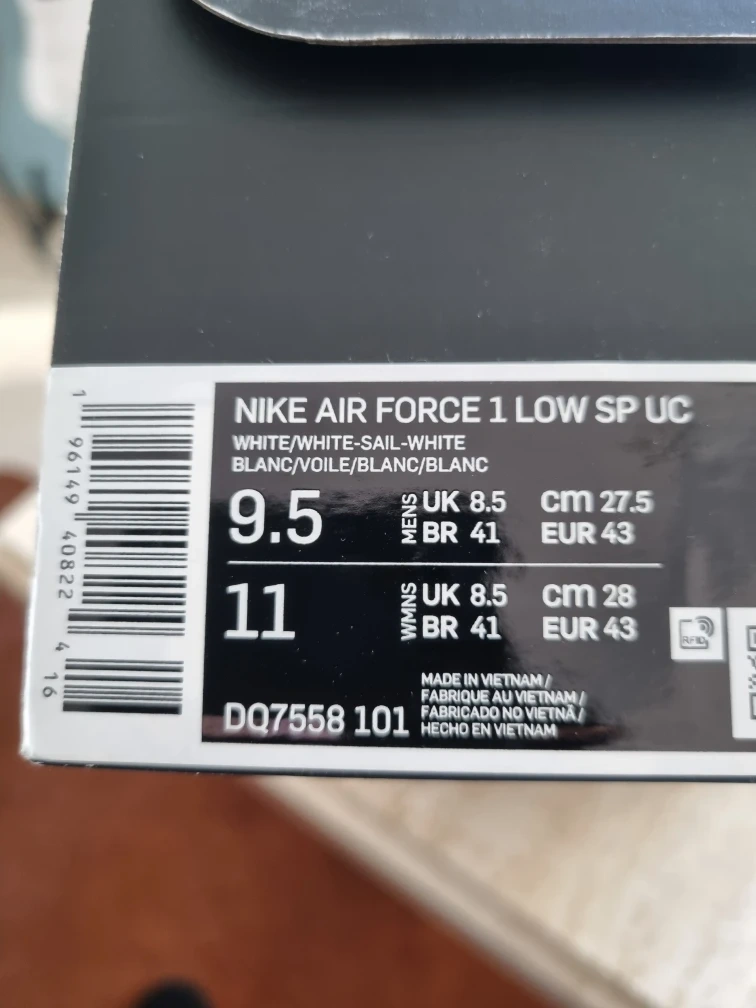 NIKE AIR FORCE 1 LOW SP UC
WHITE/WHITE-SAIL-WHITE
BLANC/VOILE/BLANC/BLANC
9.5 MENS UK 8.5 cm 27.5
BR 41 EUR 43
11 WMNS UK 8.5 cm 28
BR 41 EUR 43
RFID
MADE IN VIETNAM /
FABRIQUE AU VIETNAM /
FABRICADO NO VIETNÃ /
HECHO EN VIETNAM
DQ7558 101
1 96149 40822 4 16